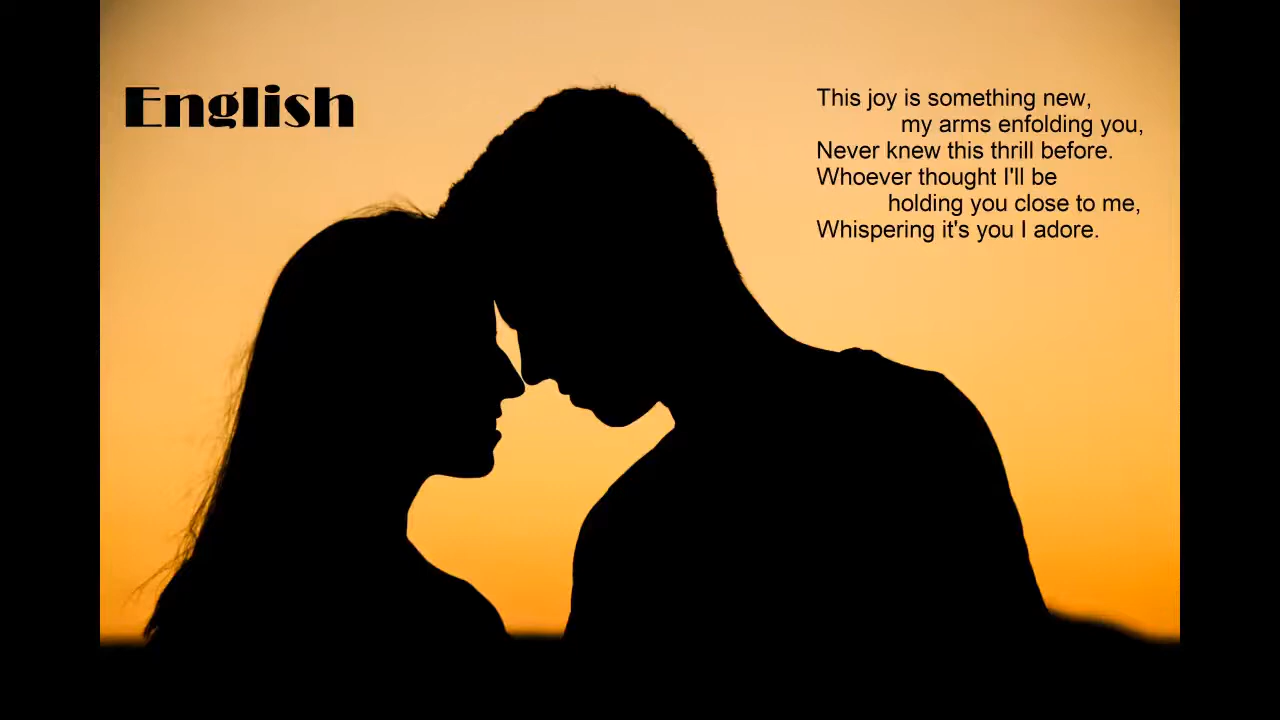 English
This joy is something new,
my arms enfolding you,
Never knew this thrill before.
Whoever thought I'll be
holding you close to me,
Whispering it's you I adore.